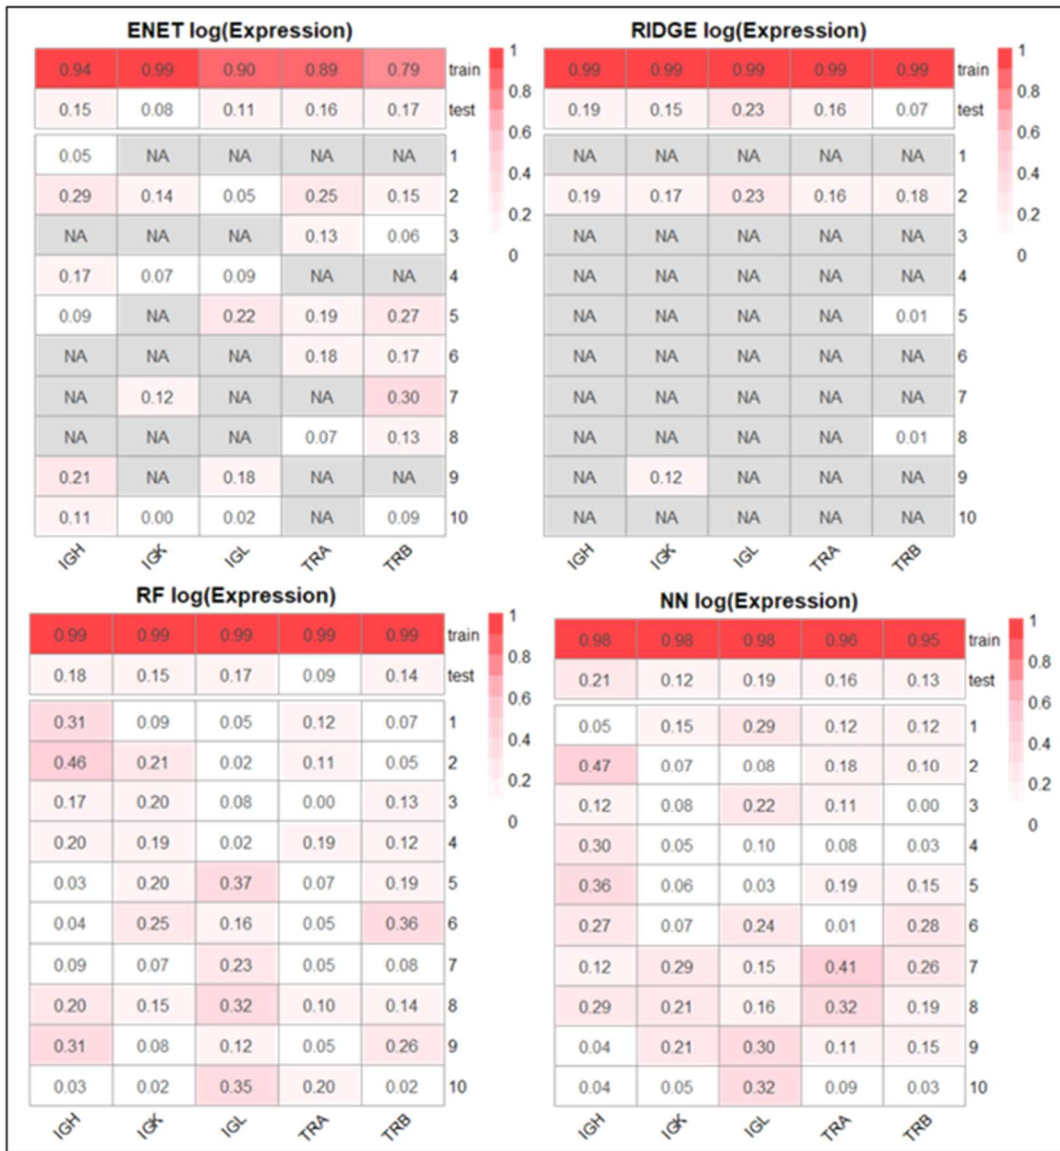 ENET log(Expression)
0.94 0.99 0.90 0.89 0.79 train
0.15 0.08 0.11 0.16 0.17 test
0.05 NA NA NA NA 1
0.29 0.14 0.05 0.25 0.15 2
NA NA NA 0.13 0.06 3
0.17 0.07 0.09 NA NA 4
0.09 NA 0.22 0.19 0.27 5
NA NA NA 0.18 0.17 6
NA 0.12 NA NA 0.30 7
NA NA NA 0.07 0.13 8
0.21 NA 0.18 NA NA 9
0.11 0.00 0.02 NA 0.09 10
IGH IGK IGL TRA TRB
1
0.8
0.6
0.4
0.2
0
RIDGE log(Expression)
0.99 0.99 0.99 0.99 0.99 train
0.19 0.15 0.23 0.16 0.07 test
NA NA NA NA NA 1
0.19 0.17 0.23 0.16 0.18 2
NA NA NA NA NA 3
NA NA NA NA NA 4
NA NA NA NA 0.01 5
NA NA NA NA NA 6
NA NA NA NA NA 7
NA NA NA NA 0.01 8
NA 0.12 NA NA NA 9
NA NA NA NA NA 10
IGH IGK IGL TRA TRB
1
0.8
0.6
0.4
0.2
0
RF log(Expression)
0.99 0.99 0.99 0.99 0.99 train
0.18 0.15 0.17 0.09 0.14 test
0.31 0.09 0.05 0.12 0.07 1
0.46 0.21 0.02 0.11 0.05 2
0.17 0.20 0.08 0.00 0.13 3
0.20 0.19 0.02 0.19 0.12 4
0.03 0.20 0.37 0.07 0.19 5
0.04 0.25 0.16 0.05 0.36 6
0.09 0.07 0.23 0.05 0.08 7
0.20 0.15 0.32 0.10 0.14 8
0.31 0.08 0.12 0.05 0.26 9
0.03 0.02 0.35 0.20 0.02 10
IGH IGK IGL TRA TRB
1
0.8
0.6
0.4
0.2
0
NN log(Expression)
0.98 0.98 0.98 0.96 0.95 train
0.21 0.12 0.19 0.16 0.13 test
0.05 0.15 0.29 0.12 0.12 1
0.47 0.07 0.08 0.18 0.10 2
0.12 0.08 0.22 0.11 0.00 3
0.30 0.05 0.10 0.08 0.03 4
0.36 0.06 0.03 0.19 0.15 5
0.27 0.07 0.24 0.01 0.28 6
0.12 0.29 0.15 0.41 0.26 7
0.29 0.21 0.16 0.32 0.19 8
0.04 0.21 0.30 0.11 0.15 9
0.04 0.05 0.32 0.09 0.03 10
IGH IGK IGL TRA TRB
1
0.8
0.6
0.4
0.2
0